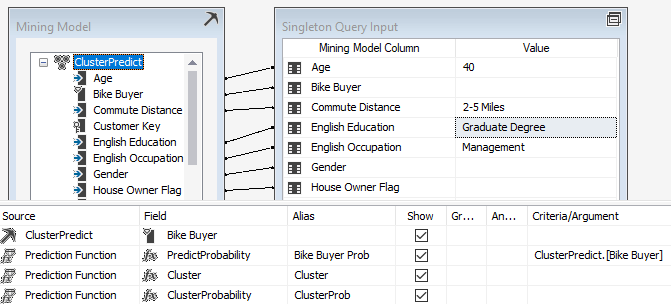 Mining Model
ClusterPredict
Age
Bike Buyer
Commute Distance
Customer Key
English Education
English Occupation
Gender
House Owner Flag
Singleton Query Input
Mining Model Column Value
Age 40
Bike Buyer
Commute Distance 2-5 Miles
English Education Graduate Degree
English Occupation Management
Gender
House Owner Flag
Source Field Alias Show Gr... An... Criteria/Argument
ClusterPredict Bike Buyer
Prediction Function PredictProbability Bike Buyer Prob ClusterPredict.[Bike Buyer]
Prediction Function Cluster Cluster
Prediction Function ClusterProbability ClusterProb